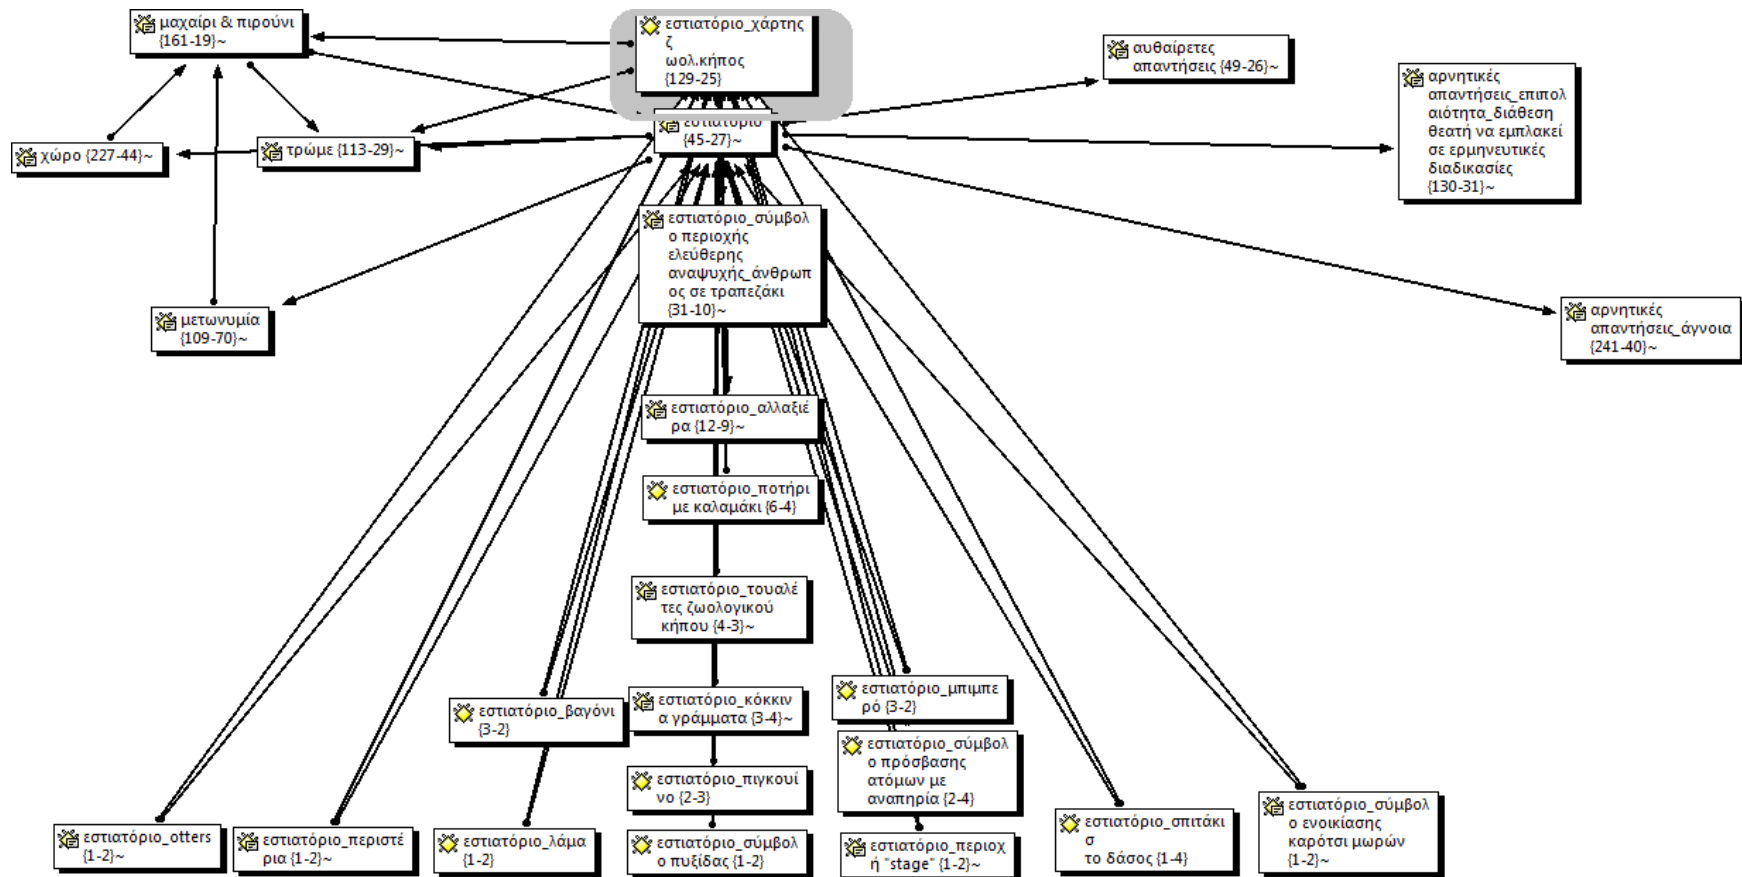 μαχαίρι & πιρούνι
{161-19}~
εστιατόριο_χάρτης
ζ
ωολ.κήπος
{129-25}
αυθαίρετες
απαντήσεις {49-26}~
αρνητικές
απαντήσεις_επιπολ
αιότητα_διάθεση
θεατή να εμπλακεί
σε ερμηνευτικές
διαδικασίες
{130-31}~
εστιατόριο
{45-27}~
χώρο {227-44}~
τρώμε {113-29}~
εστιατόριο_σύμβολ
ο περιοχής
ελεύθερης
αναψυχής_άνθρωπ
ος σε τραπεζάκι
{31-10}~
μετωνυμία
{109-70}~
αρνητικές
απαντήσεις_άγνοια
{241-40}~
εστιατόριο_αλλαξιέ
ρα {12-9}~
εστιατόριο_ποτήρι
με καλαμάκι {6-4}
εστιατόριο_τουαλέ
τες ζωολογικού
κήπου {4-3}~
εστιατόριο_βαγόνι
{3-2}
εστιατόριο_κόκκιν
α γράμματα {3-4}~
εστιατόριο_μπιμπε
ρό {3-2}
εστιατόριο_σύμβολ
ο πρόσβασης
ατόμων με
αναπηρία {2-4}
εστιατόριο_πιγκουί
νο {2-3}
εστιατόριο_otters
{1-2}~
εστιατόριο_περιστέ
ρια {1-2}~
εστιατόριο_λάμα
{1-2}
εστιατόριο_σύμβολ
ο πυξίδας {1-2}
εστιατόριο_περιοχ
ή "stage" {1-2}~
εστιατόριο_σπιτάκι
σ
το δάσος {1-4}
εστιατόριο_σύμβολ
ο ενοικίασης
καρότσι μωρών
{1-2}~